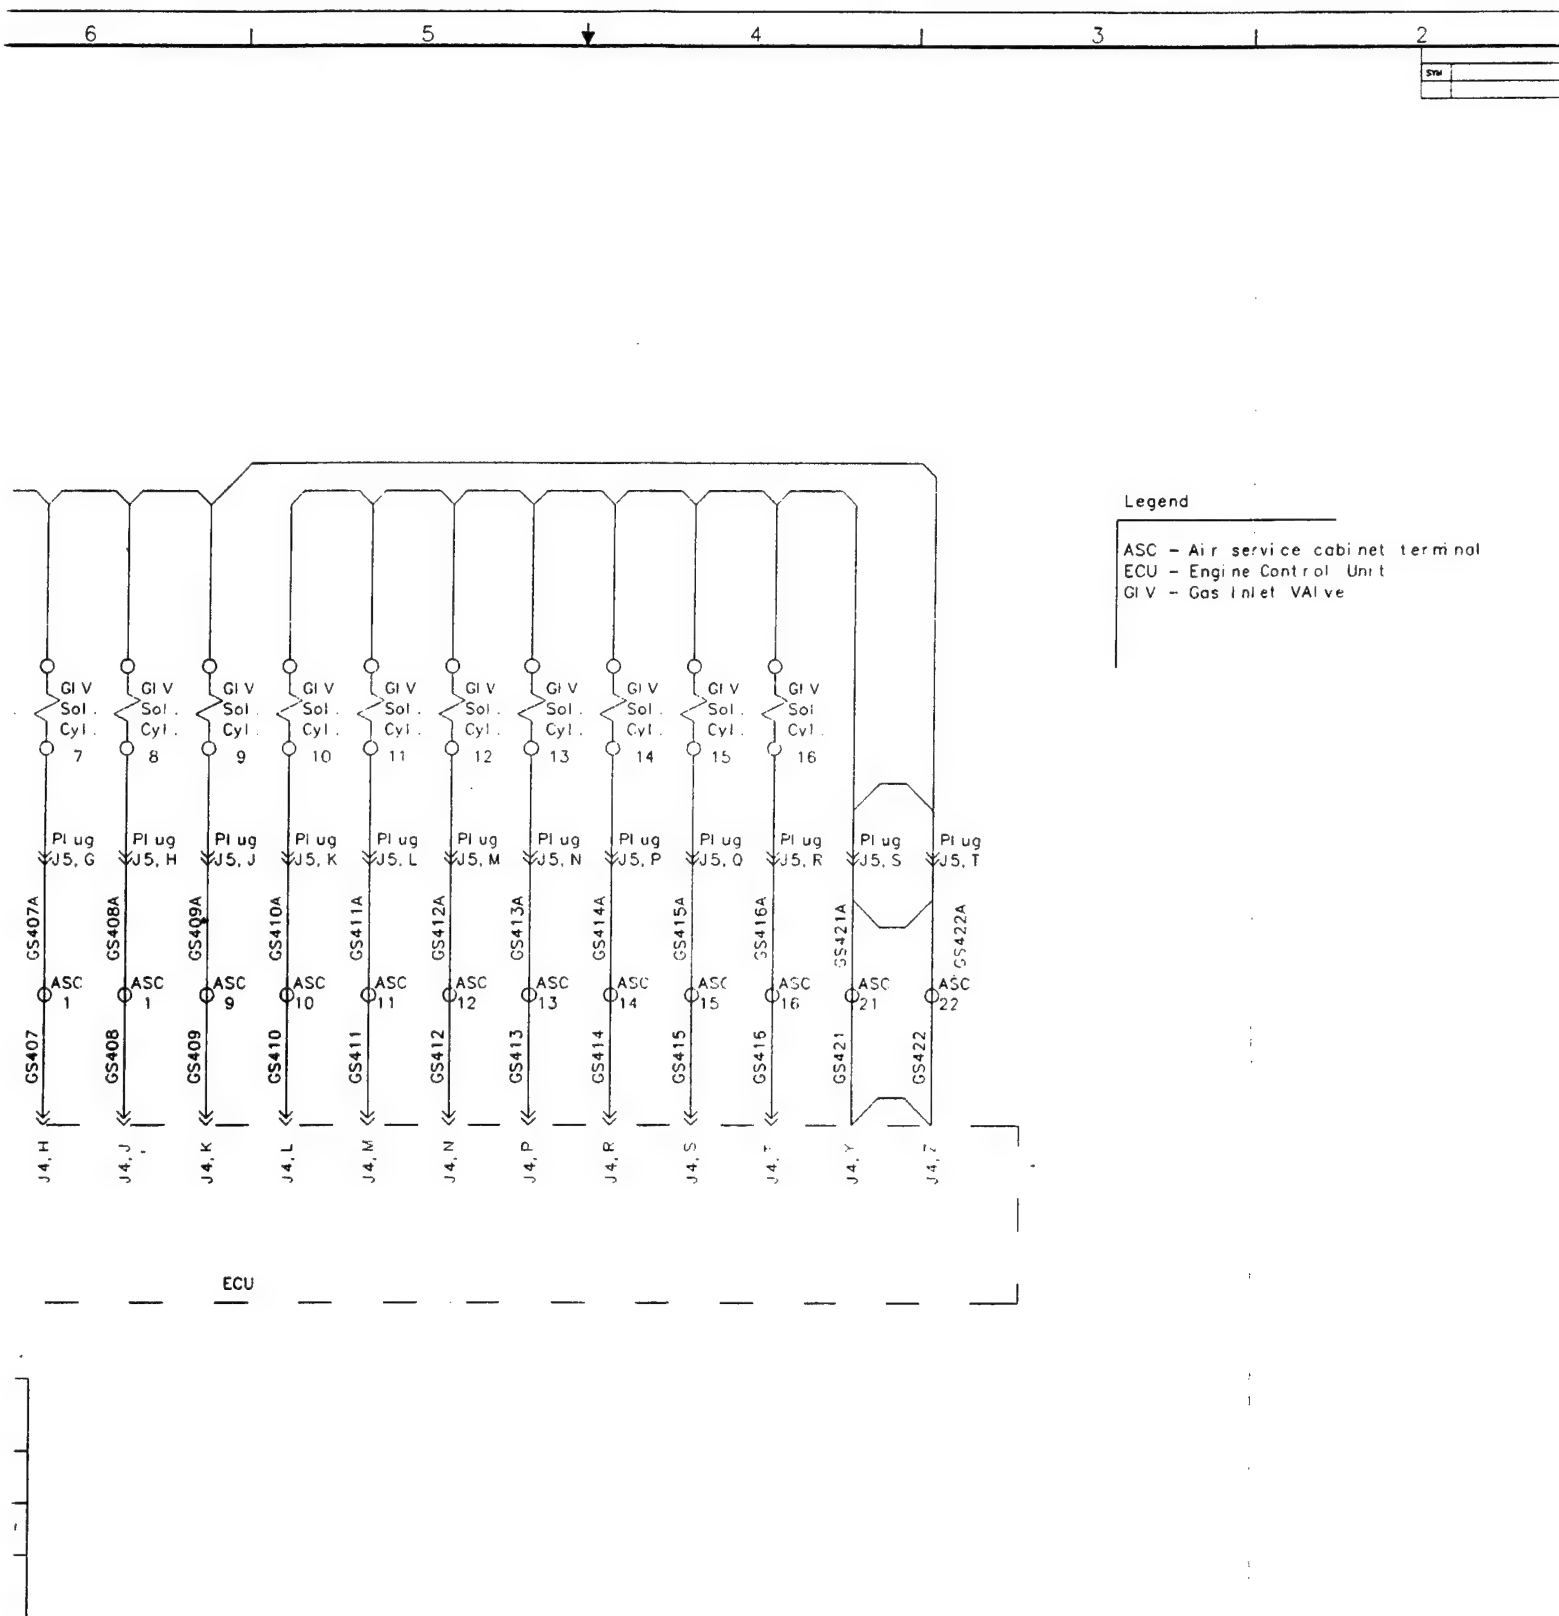 6 5 4 3 2
SYM
Legend
ASC – Air service cabinet terminal
ECU – Engine Control Unit
GIV – Gas Inlet VAlve
GIV GIV GIV GIV GIV GIV GIV GIV GIV GIV
Sol. Sol. Sol. Sol. Sol. Sol. Sol. Sol. Sol. Sol
Cyl. Cyl. Cyl. Cyl. Cyl. Cyl. Cyl. Cyl. Cyl. Cyl.
7 8 9 10 11 12 13 14 15 16
Plug Plug Plug Plug Plug Plug Plug Plug Plug Plug Plug Plug
J5,G J5,H J5,J J5,K J5,L J5,M J5,N J5,P J5,Q J5,R J5,S J5,T
GS407A GS408A GS409A GS410A GS411A GS412A GS413A GS414A GS415A GS416A GS421A GS422A
ASC ASC ASC ASC ASC ASC ASC ASC ASC ASC ASC ASC
1 1 9 10 11 12 13 14 15 16 21 22
GS407 GS408 GS409 GS410 GS411 GS412 GS413 GS414 GS415 GS416 GS421 GS422
J4,H J4,J J4,K J4,L J4,M J4,N J4,P J4,R J4,S J4,T J4,Y J4,Z
ECU